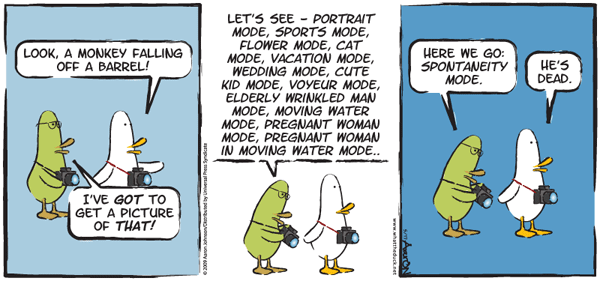 LOOK, A MONKEY FALLING
OFF A BARREL!
I'VE GOT TO
GET A PICTURE
OF THAT!
© 2009 Aaron Johnson/Distributed by Universal Press Syndicate
LET'S SEE – PORTRAIT
MODE, SPORTS MODE,
FLOWER MODE, CAT
MODE, VACATION MODE,
WEDDING MODE, CUTE
KID MODE, VOYEUR MODE,
ELDERLY WRINKLED MAN
MODE, MOVING WATER
MODE, PREGNANT WOMAN
MODE, PREGNANT WOMAN
IN MOVING WATER MODE..
www.whattheduck.net
HERE WE GO:
SPONTANEITY
MODE.
HE'S
DEAD.